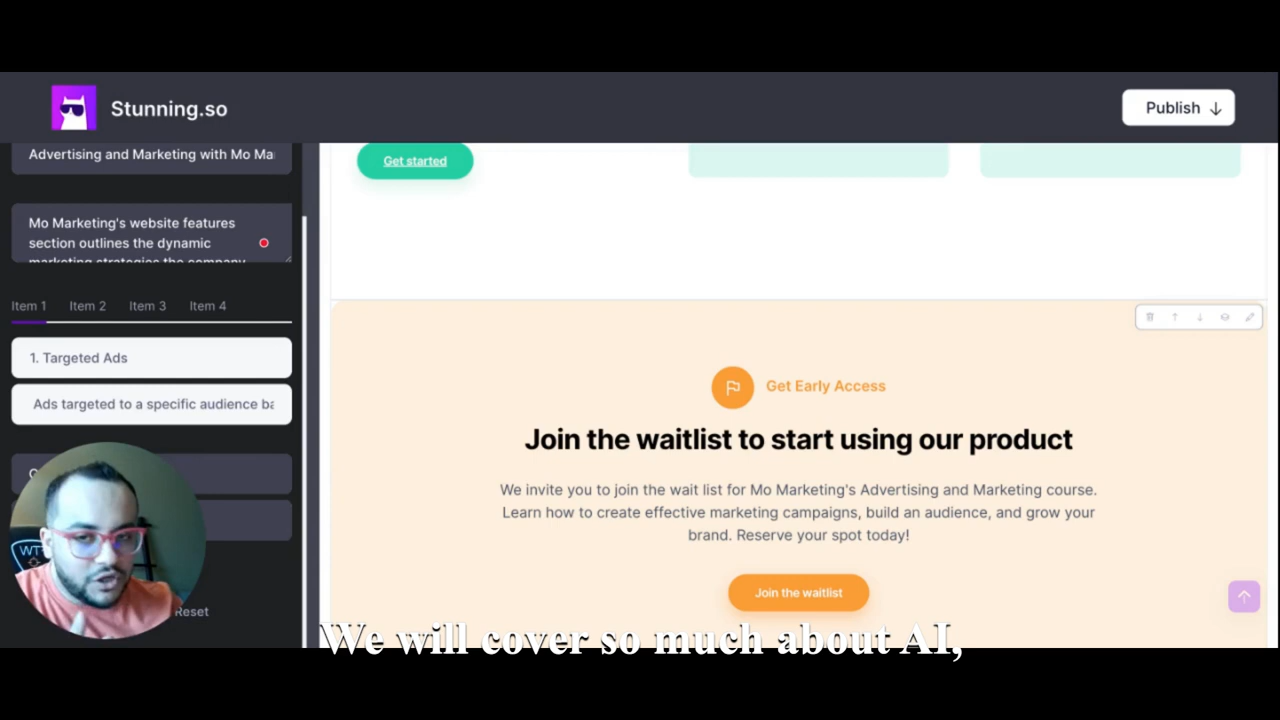 Stunning.so
Publish
Advertising and Marketing with Mo Ma
Mo Marketing's website features
section outlines the dynamic
marketing strategies the company
Item 1 Item 2 Item 3 Item 4
1. Targeted Ads
Ads targeted to a specific audience ba
Reset
Get started
Get Early Access
Join the waitlist to start using our product
We invite you to join the wait list for Mo Marketing's Advertising and Marketing course.
Learn how to create effective marketing campaigns, build an audience, and grow your
brand. Reserve your spot today!
Join the waitlist
We will cover so much about AI,